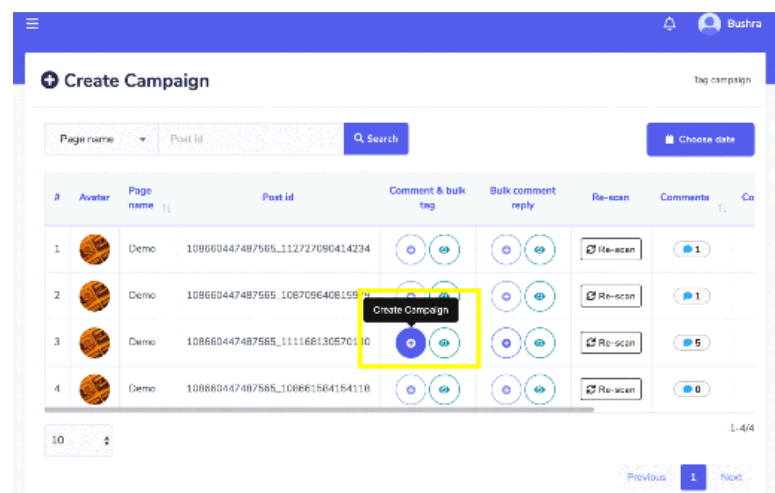 Bushra
Create Campaign
Tag campaign
Page name Post id Search Choose date
# Avatar Page name Post id Comment & bulk tag Bulk comment reply Re-scan Comments Co
1 Demo 108660447487565_112727090414234 Re-scan 1
2 Demo Re-scan 1
Create Campaign
3 Demo Re-scan 5
4 Demo 108660447487565_108661584154118 Re-scan 0
10
1-4/4
Previous 1 Next